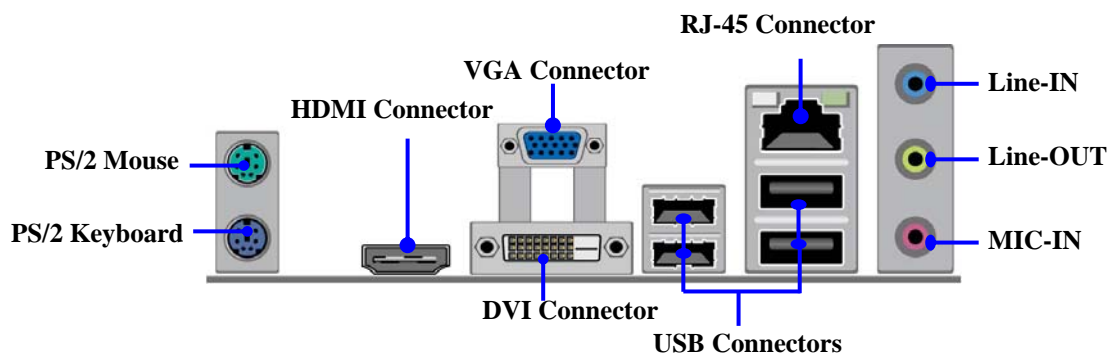 RJ-45 Connector
VGA Connector
Line-IN
HDMI Connector
PS/2 Mouse
Line-OUT
PS/2 Keyboard
MIC-IN
DVI Connector
USB Connectors